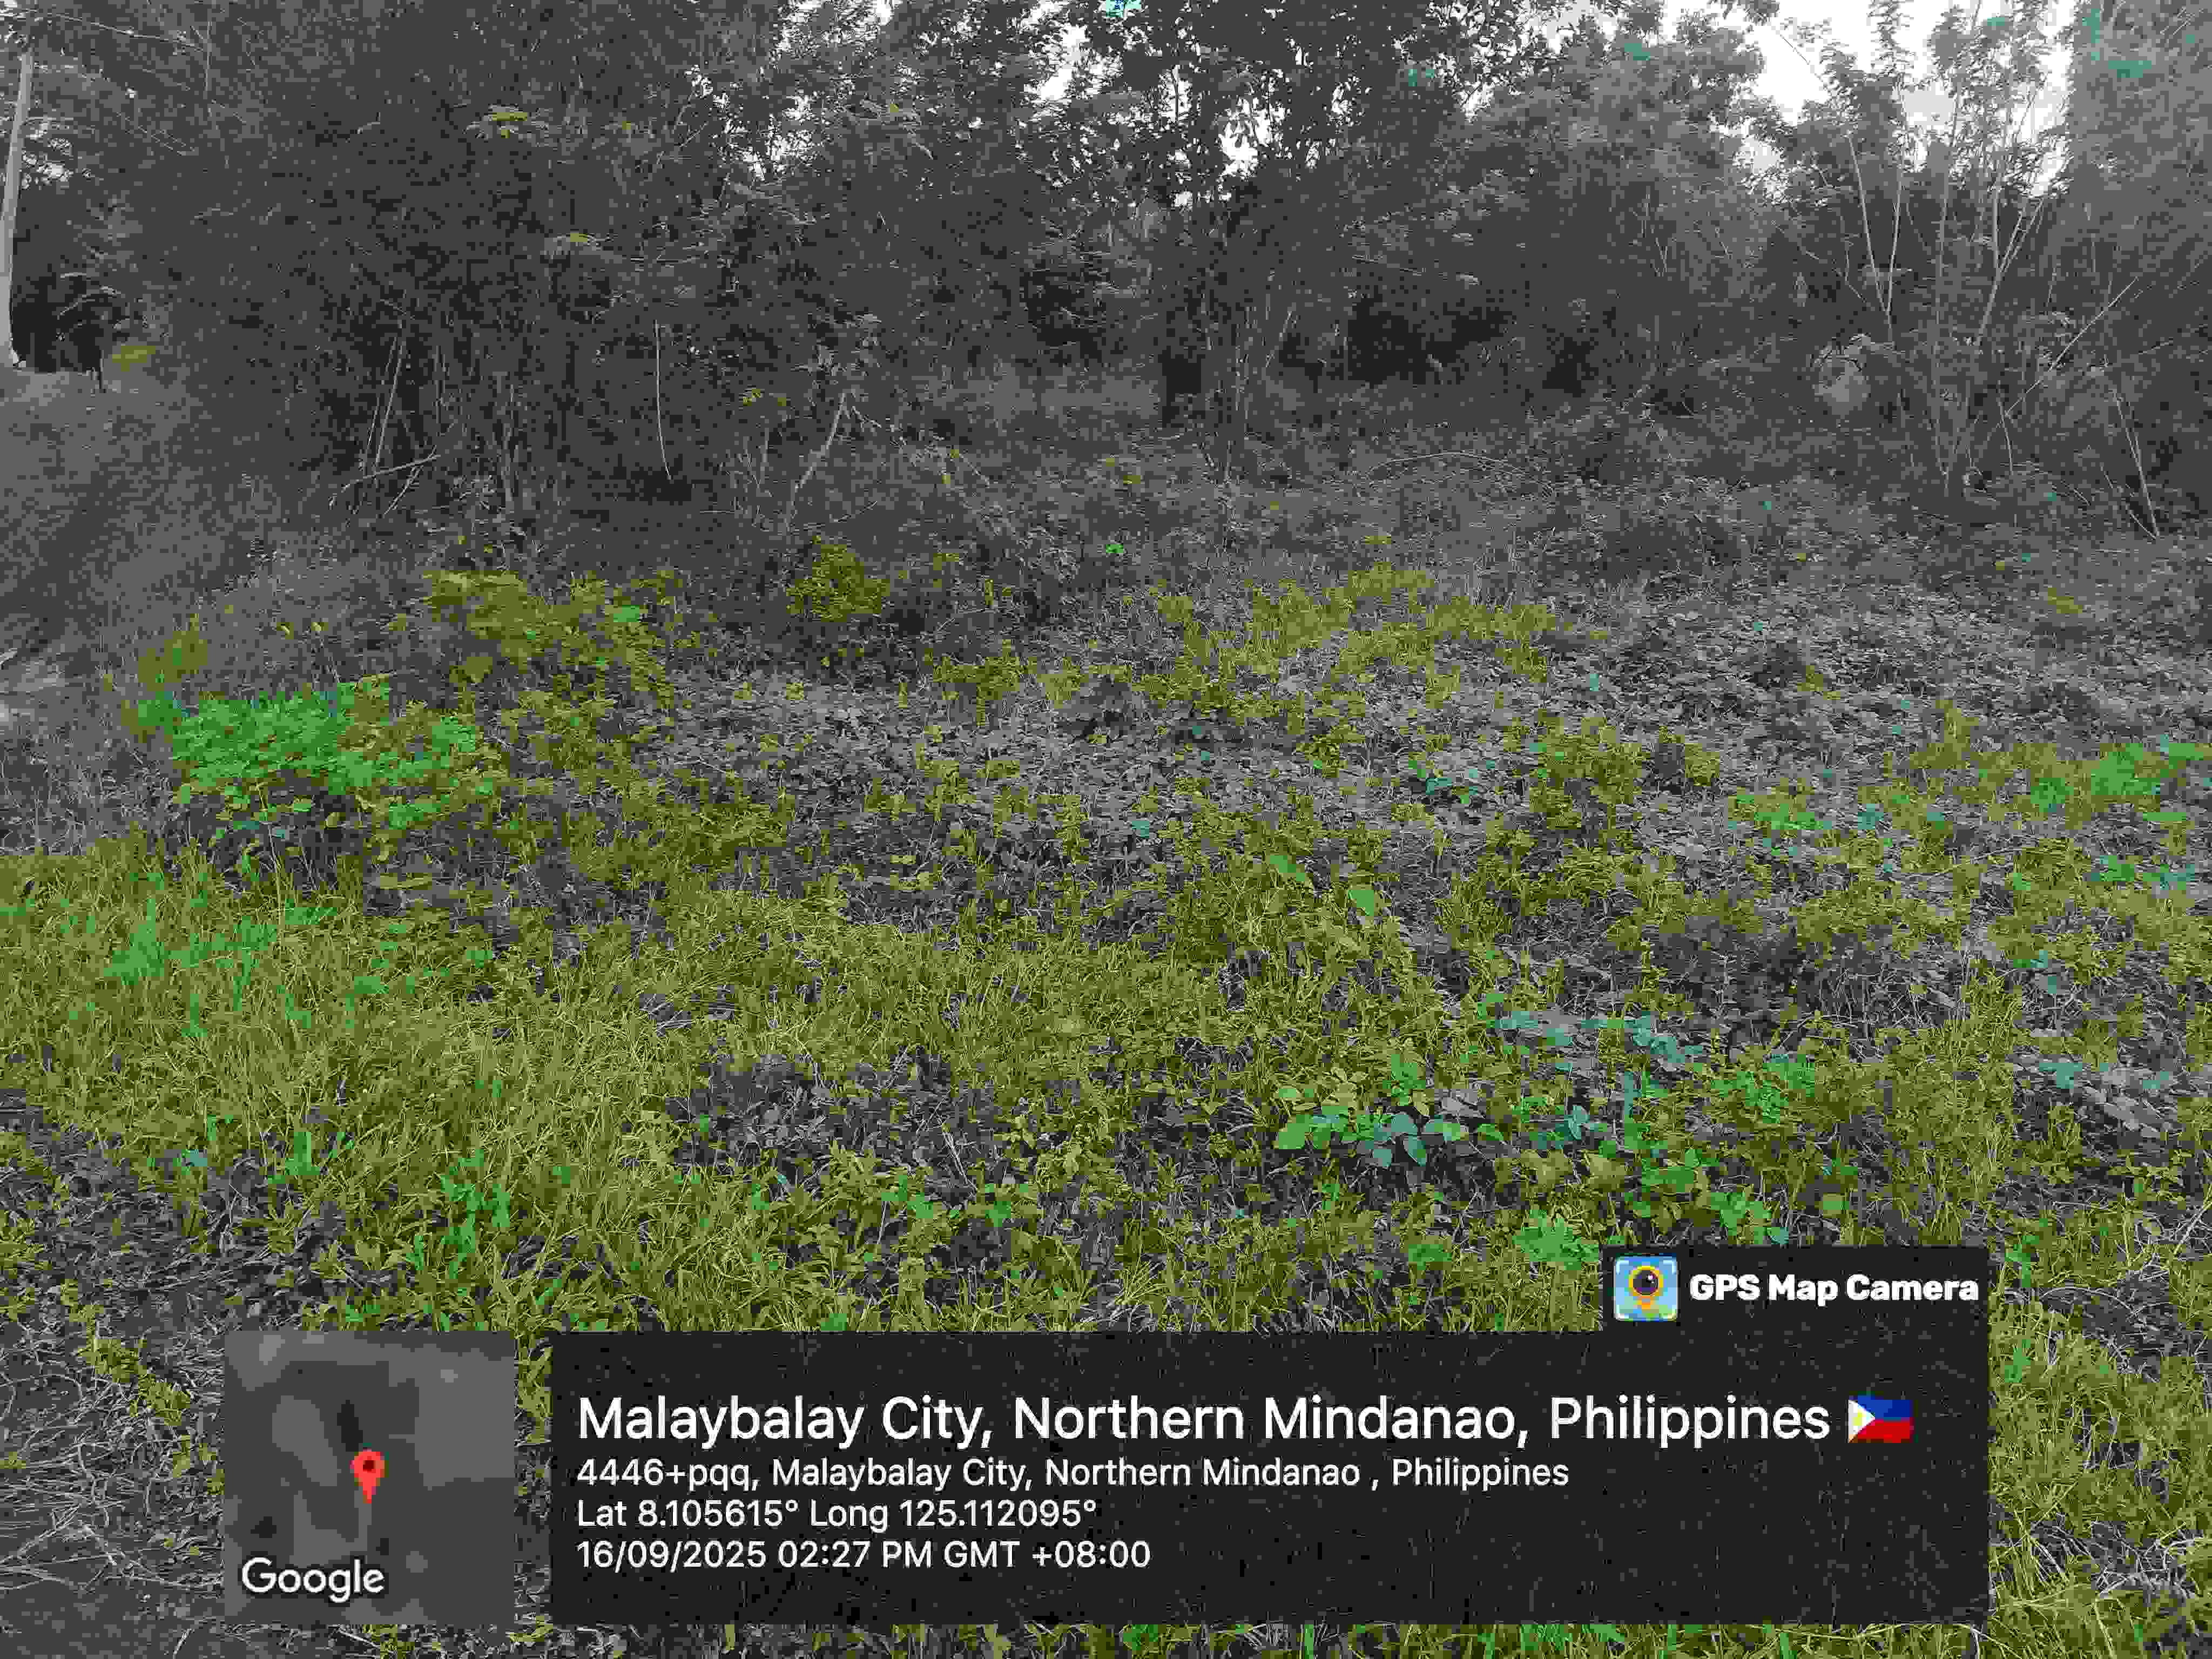 GPS Map Camera
Malaybalay City, Northern Mindanao, Philippines 🇵🇭
4446+pqq, Malaybalay City, Northern Mindanao , Philippines
Lat 8.105615° Long 125.112095°
16/09/2025 02:27 PM GMT +08:00
Google